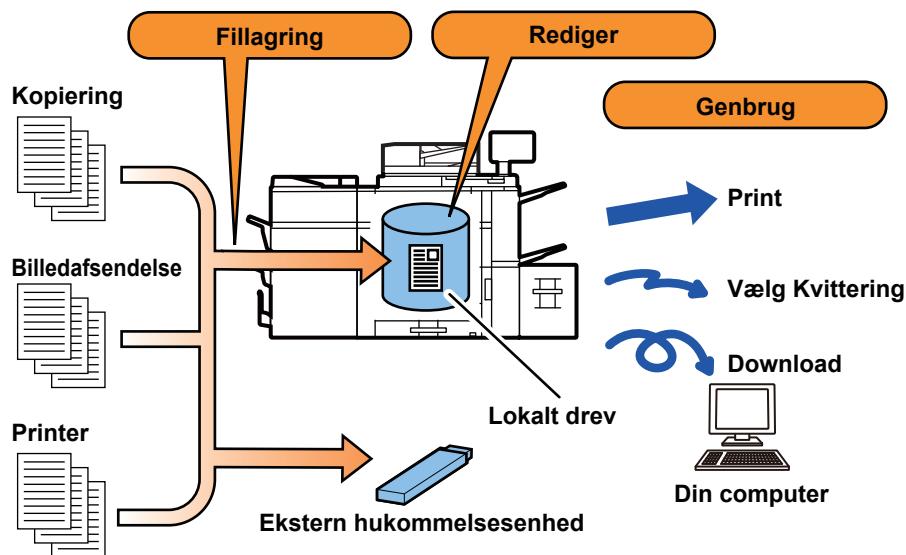 Fillagring
Rediger
Kopiering
Genbrug
Print
Billedafsendelse
Vælg Kvittering
Download
Lokalt drev
Printer
Din computer
Ekstern hukommelsesenhed